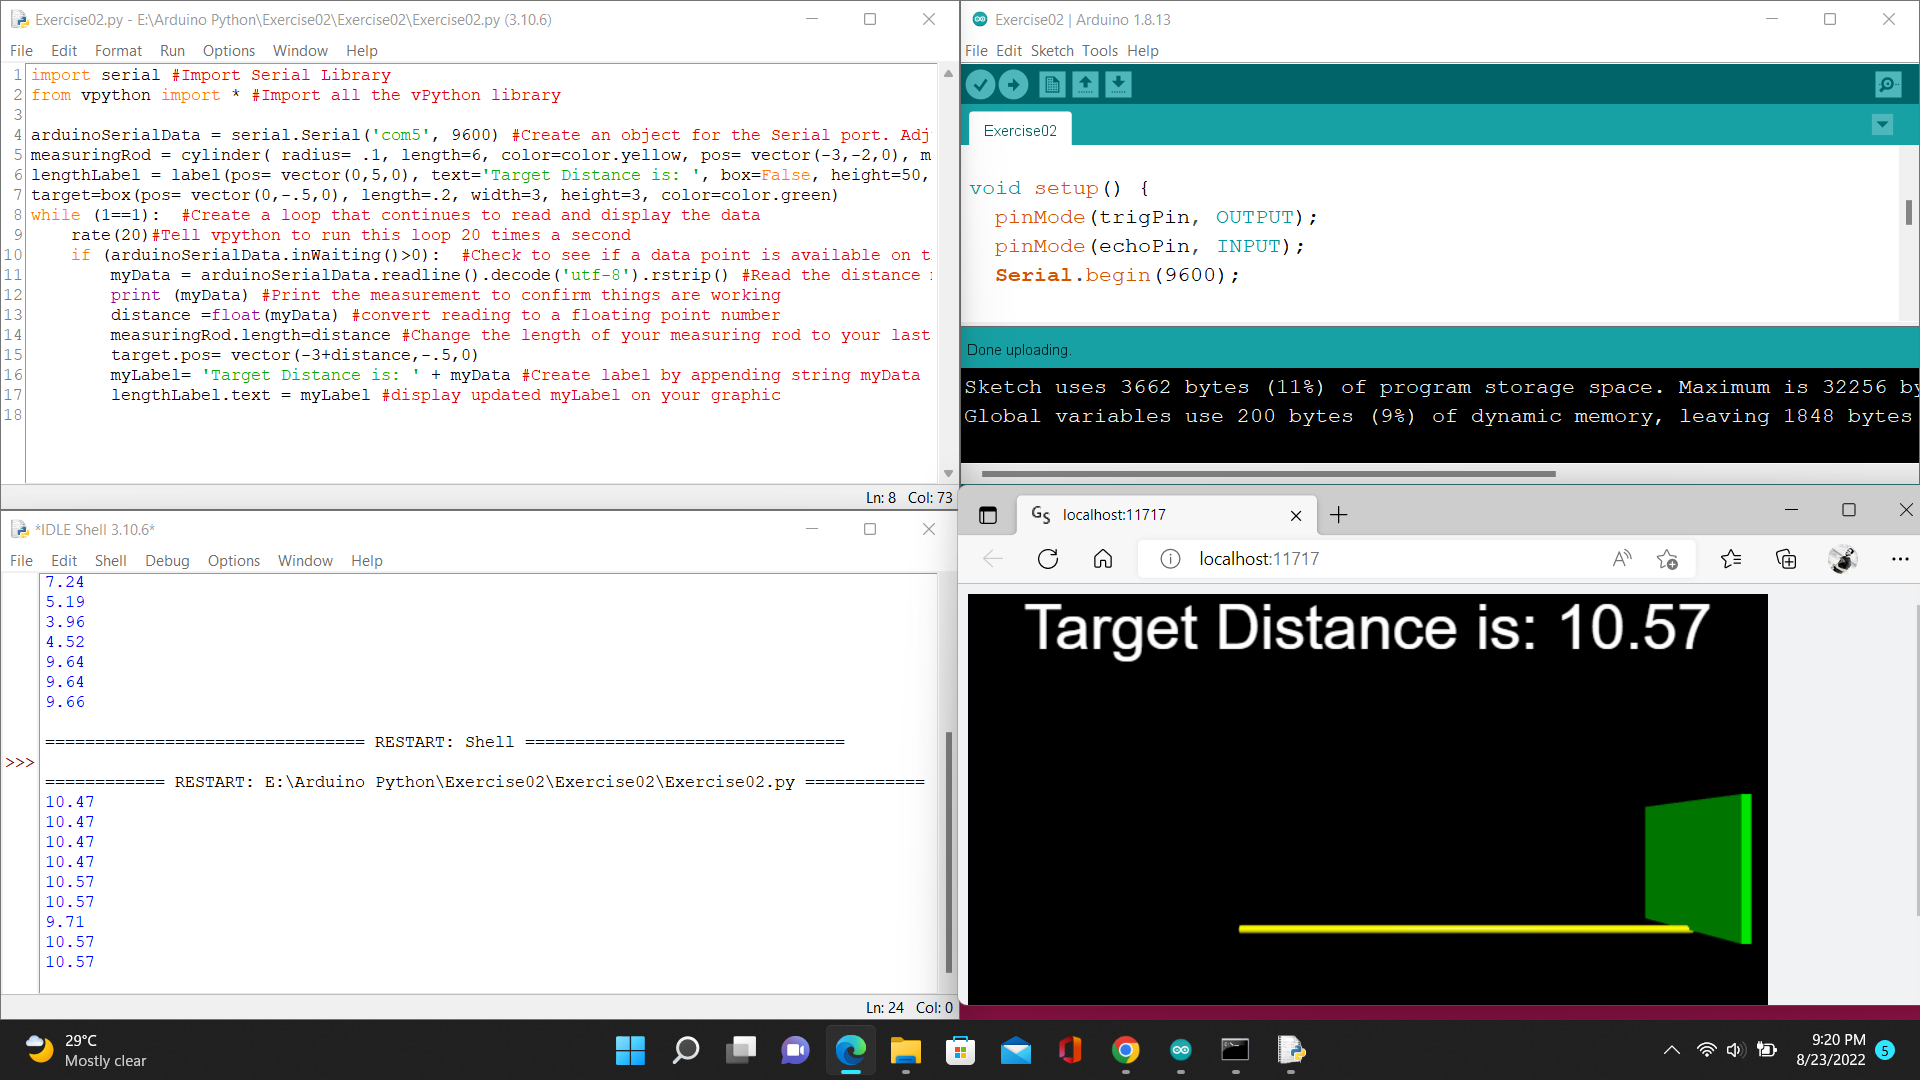 Exercise02.py - E:\Arduino Python\Exercise02\Exercise02\Exercise02.py (3.10.6)
File Edit Format Run Options Window Help
1 import serial #Import Serial Library
2 from vpython import * #Import all the vPython library
3
4 arduinoSerialData = serial.Serial('com5', 9600) #Create an object for the Serial port. Adj
5 measuringRod = cylinder( radius= .1, length=6, color=color.yellow, pos= vector(-3,-2,0), m
6 lengthLabel = label(pos= vector(0,5,0), text='Target Distance is: ', box=False, height=50,
7 target=box(pos= vector(0,-.5,0), length=.2, width=3, height=3, color=color.green)
8 while (1==1):  #Create a loop that continues to read and display the data
9     rate(20)#Tell vpython to run this loop 20 times a second
10     if (arduinoSerialData.inWaiting()>0):  #Check to see if a data point is available on t
11         myData = arduinoSerialData.readline().decode('utf-8').rstrip() #Read the distance
12         print (myData) #Print the measurement to confirm things are working
13         distance =float(myData) #convert reading to a floating point number
14         measuringRod.length=distance #Change the length of your measuring rod to your last
15         target.pos= vector(-3+distance,-.5,0)
16         myLabel= 'Target Distance is: ' + myData #Create label by appending string myData
17         lengthLabel.text = myLabel #display updated myLabel on your graphic
18
Ln: 8 Col: 73
Exercise02 | Arduino 1.8.13
File Edit Sketch Tools Help
Exercise02
void setup() {
  pinMode(trigPin, OUTPUT);
  pinMode(echoPin, INPUT);
  Serial.begin(9600);
Done uploading.
Sketch uses 3662 bytes (11%) of program storage space. Maximum is 32256 by
Global variables use 200 bytes (9%) of dynamic memory, leaving 1848 bytes
*IDLE Shell 3.10.6*
File Edit Shell Debug Options Window Help
7.24
5.19
3.96
4.52
9.64
9.64
9.66
================================ RESTART: Shell ================================
>>>
============ RESTART: E:\Arduino Python\Exercise02\Exercise02\Exercise02.py ============
10.47
10.47
10.47
10.47
10.57
10.57
9.71
10.57
10.57
Ln: 24 Col: 0
GS localhost:11717
localhost:11717
Target Distance is: 10.57
29°C
Mostly clear
9:20 PM
8/23/2022
5